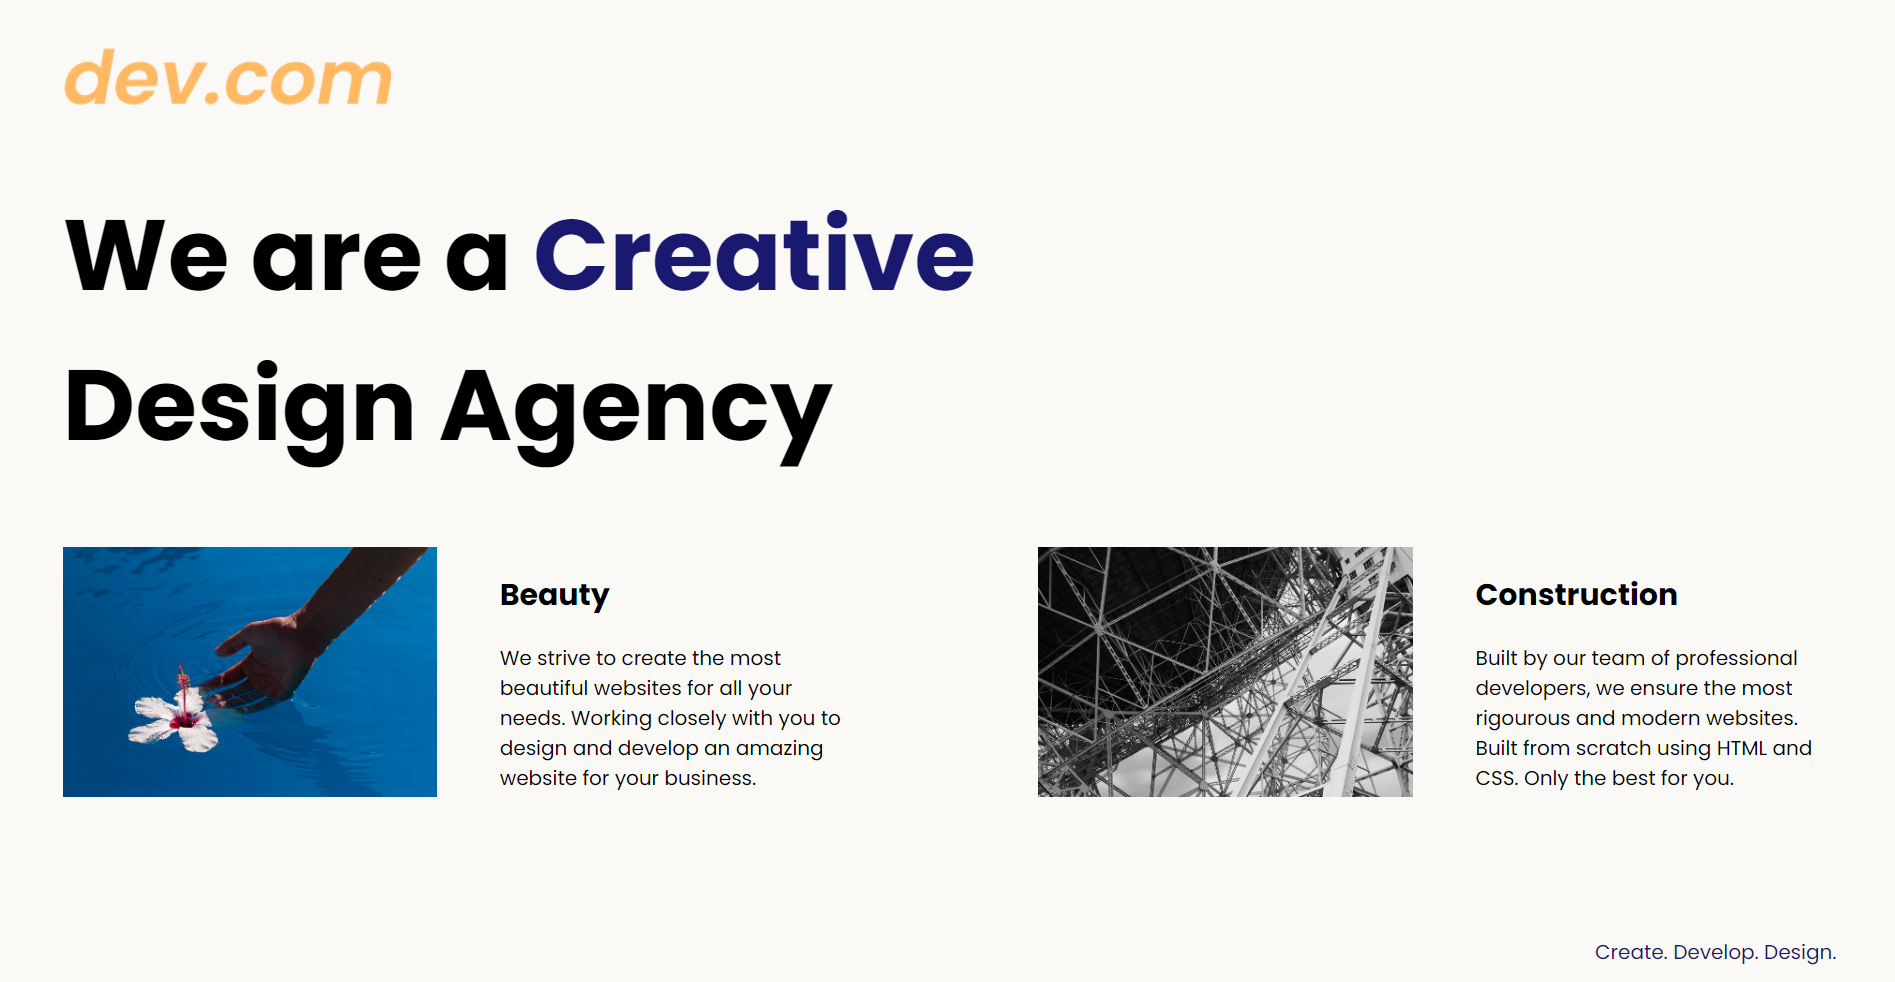 dev.com
We are a Creative
Design Agency
Beauty
We strive to create the most
beautiful websites for all your
needs. Working closely with you to
design and develop an amazing
website for your business.
Construction
Built by our team of professional
developers, we ensure the most
rigourous and modern websites.
Built from scratch using HTML and
CSS. Only the best for you.
Create. Develop. Design.